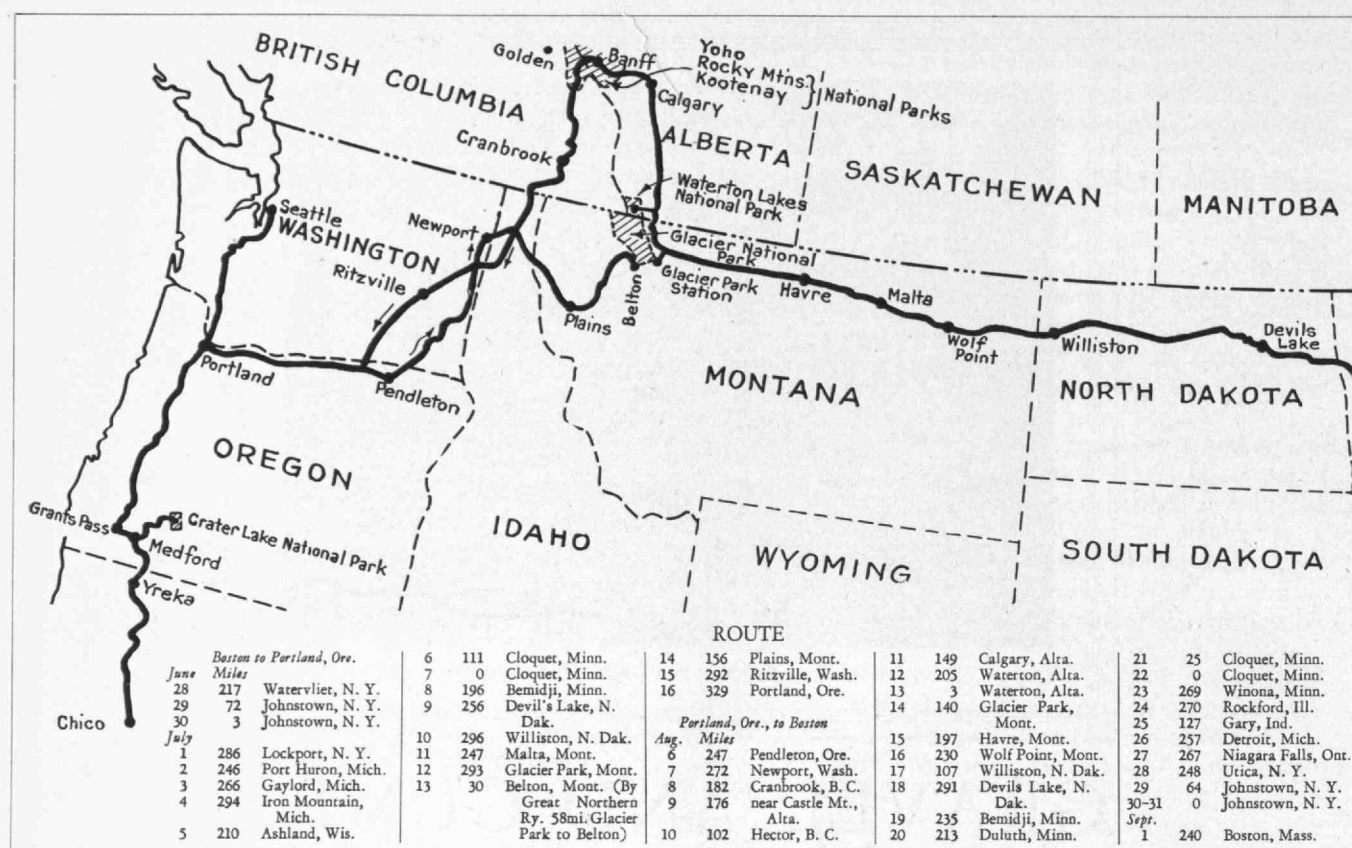 BRITISH COLUMBIA
Golden
Banff
Yoho
Rocky Mtns.
Kootenay
National Parks
Calgary
Cranbrook
ALBERTA
SASKATCHEWAN
MANITOBA
Waterton Lakes
National Park
Seattle
WASHINGTON
Newport
Ritzville
Glacier National
Park
Glacier Park
Station
Belton
Plains
Havre
Malta
Wolf
Point
Williston
Devils
Lake
Portland
Pendleton
MONTANA
NORTH DAKOTA
OREGON
Grants Pass
Crater Lake National Park
Medford
Yreka
IDAHO
WYOMING
SOUTH DAKOTA
Chico
ROUTE
Boston to Portland, Ore.
June Miles
28 217 Watervliet, N. Y.
29 72 Johnstown, N. Y.
30 3 Johnstown, N. Y.
July
1 286 Lockport, N. Y.
2 246 Port Huron, Mich.
3 266 Gaylord, Mich.
4 294 Iron Mountain,
Mich.
5 210 Ashland, Wis.
6 111 Cloquet, Minn.
7 0 Cloquet, Minn.
8 196 Bemidji, Minn.
9 256 Devil's Lake, N.
Dak.
10 296 Williston, N. Dak.
11 247 Malta, Mont.
12 293 Glacier Park, Mont.
13 30 Belton, Mont. (By
Great Northern
Ry. 58mi. Glacier
Park to Belton)
14 156 Plains, Mont.
15 292 Ritzville, Wash.
16 329 Portland, Ore.
Portland, Ore., to Boston
Aug. Miles
6 247 Pendleton, Ore.
7 272 Newport, Wash.
8 182 Cranbrook, B. C.
9 176 near Castle Mt.,
Alta.
10 102 Hector, B. C.
11 149 Calgary, Alta.
12 205 Waterton, Alta.
13 3 Waterton, Alta.
14 140 Glacier Park,
Mont.
15 197 Havre, Mont.
16 230 Wolf Point, Mont.
17 107 Williston, N. Dak.
18 291 Devils Lake, N.
Dak.
19 235 Bemidji, Minn.
20 213 Duluth, Minn.
21 25 Cloquet, Minn.
22 0 Cloquet, Minn.
23 269 Winona, Minn.
24 270 Rockford, Ill.
25 127 Gary, Ind.
26 257 Detroit, Mich.
27 267 Niagara Falls, Ont.
28 248 Utica, N. Y.
29 64 Johnstown, N. Y.
30-31 0 Johnstown, N. Y.
Sept.
1 240 Boston, Mass.